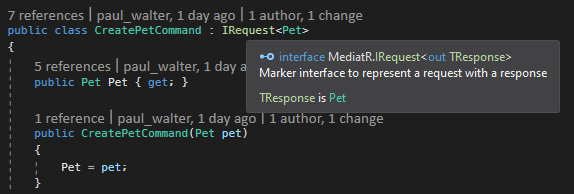 7 references | paul_walter, 1 day ago | 1 author, 1 change
public class CreatePetCommand : IRequest<Pet>
{
interface MediatR.IRequest<out TResponse>
Marker interface to represent a request with a response
TResponse is Pet
5 references | paul_walter, 1 day a
public Pet Pet { get; }
1 reference | paul_walter, 1 day ago | 1 author, 1 change
public CreatePetCommand(Pet pet)
{
Pet = pet;
}